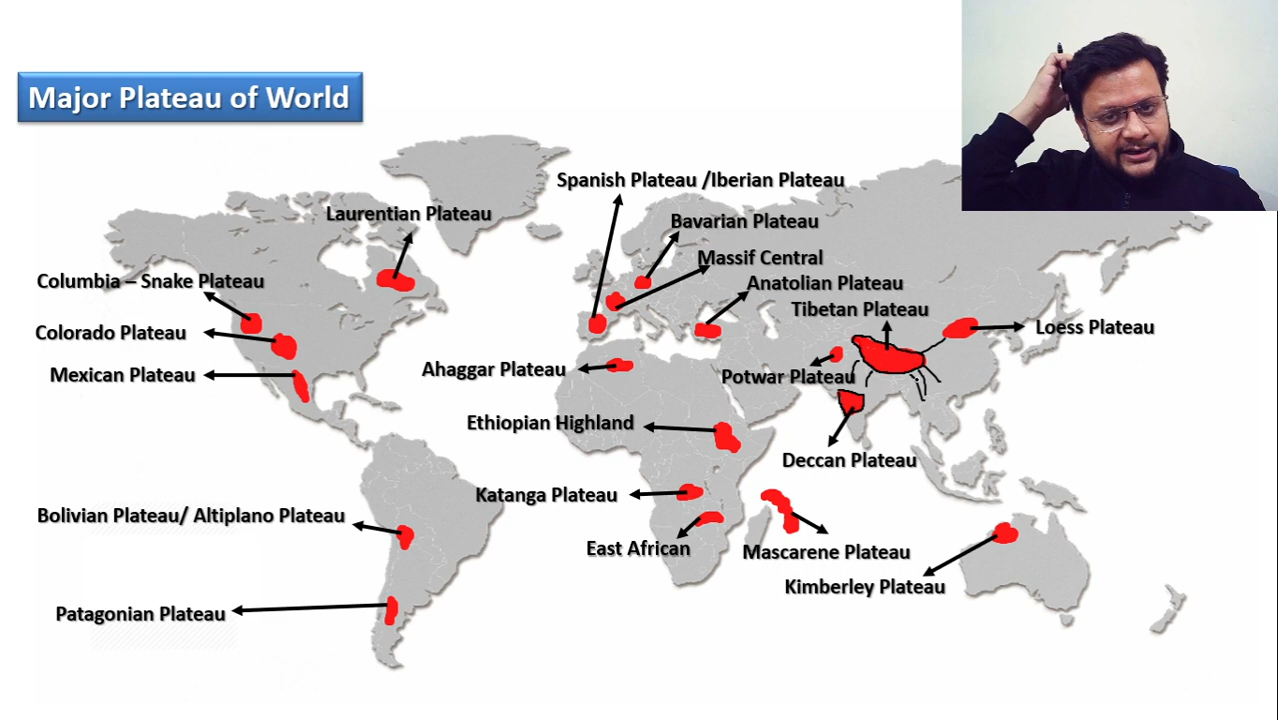 Major Plateau of World
Spanish Plateau /Iberian Plateau
Laurentian Plateau
Bavarian Plateau
Massif Central
Columbia – Snake Plateau
Anatolian Plateau
Tibetan Plateau
Colorado Plateau
Loess Plateau
Mexican Plateau
Ahaggar Plateau
Potwar Plateau
Ethiopian Highland
Deccan Plateau
Katanga Plateau
Bolivian Plateau/ Altiplano Plateau
East African
Mascarene Plateau
Kimberley Plateau
Patagonian Plateau